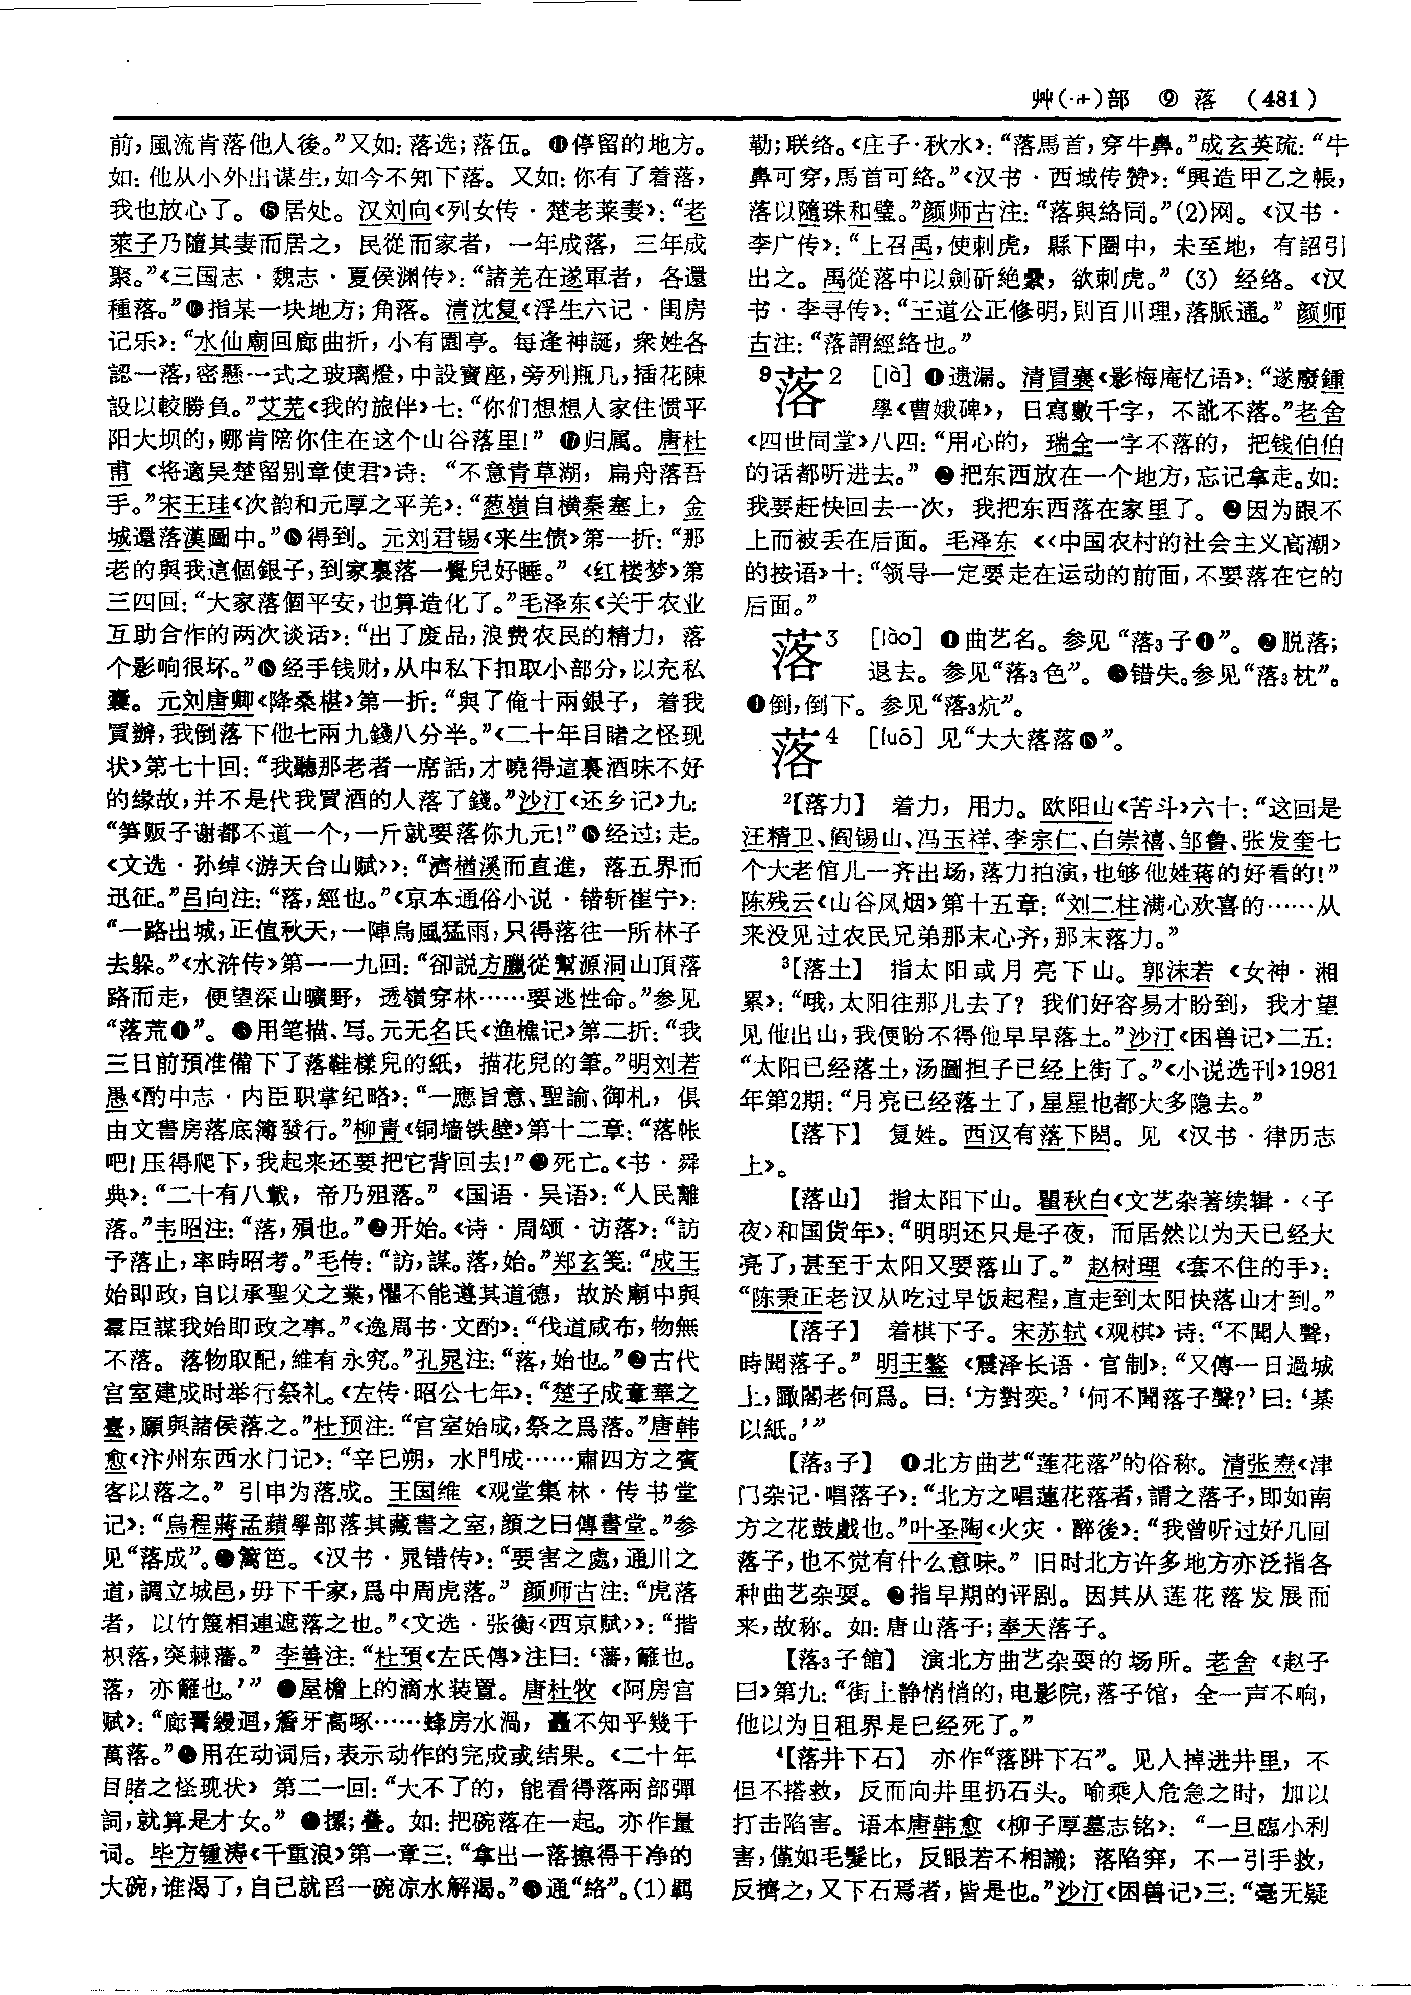 艸(艹)部 ⑨ 落 (481)
前，風流肯落他人後。”又如：落选；落伍。⓮停留的地方。
如：他从小外出谋生，如今不知下落。又如：你有了着落，
我也放心了。⓯居处。汉刘向《列女传·楚老莱妻》：“老
萊子乃隨其妻而居之，民從而家者，一年成落，三年成
聚。”《三国志·魏志·夏侯渊传》：“諸羌在遂軍者，各還
種落。”⓰指某一块地方；角落。清沈复《浮生六记·闺房
记乐》：“水仙廟回廊曲折，小有園亭。每逢神誕，衆姓各
認一落，密懸一式之玻璃燈，中設寶座，旁列瓶几，插花陳
設以較勝負。”艾芜《我的旅伴》七：“你们想想人家住惯平
阳大坝的，哪肯陪你住在这个山谷落里！”⓱归属。唐杜
甫《将適吴楚留别章使君》诗：“不意青草湖，扁舟落吾
手。”宋王珪《次韵和元厚之平羌》：“葱嶺自横秦塞上，金
城還落漢圖中。”⓲得到。元刘君锡《来生债》第一折：“那
老的與我這個銀子，到家裏落一覺兒好睡。”《红楼梦》第
三四回：“大家落個平安，也算造化了。”毛泽东《关于农业
互助合作的两次谈话》：“出了废品，浪费农民的精力，落
个影响很坏。”⓳经手钱财，从中私下扣取小部分，以充私
囊。元刘唐卿《降桑椹》第一折：“與了俺十兩銀子，着我
買辦，我倒落下他七兩九錢八分半。”《二十年目睹之怪现
状》第七十回：“我聽那老者一席話，才曉得這裏酒味不好
的緣故，并不是代我買酒的人落了錢。”沙汀《还乡记》九：
“笋贩子谢都不道一个，一斤就要落你九元！”⓴经过；走。
《文选·孙绰〈游天台山赋〉》：“濟楢溪而直進，落五界而
迅征。”吕向注：“落，經也。”《京本通俗小说·错斩崔宁》：
“一路出城，正值秋天，一陣烏風猛雨，只得落往一所林子
去躲。”《水浒传》第一一九回：“卻説方臘從幫源洞山頂落
路而走，便望深山曠野，透嶺穿林……要逃性命。”参见
“落荒❶”。㉑用笔描、写。元无名氏《渔樵记》第二折：“我
三日前預准備下了落鞋樣兒的紙，描花兒的筆。”明刘若
愚《酌中志·内臣职掌纪略》：“一應旨意、聖諭、御札，俱
由文書房落底簿發行。”柳青《铜墙铁壁》第十二章：“落帐
吧！压得爬下，我起来还要把它背回去！”㉒死亡。《书·舜
典》：“二十有八載，帝乃殂落。”《国语·吴语》：“人民離
落。”韦昭注：“落，殞也。”㉓开始。《诗·周颂·访落》：“訪
予落止，率時昭考。”毛传：“訪，謀。落，始。”郑玄笺：“成王
始即政，自以承聖父之業，懼不能遵其道德，故於廟中與
羣臣謀我始即政之事。”《逸周书·文酌》：“伐道咸布，物無
不落。落物取配，維有永究。”孔晁注：“落，始也。”㉔古代
宫室建成时举行祭礼。《左传·昭公七年》：“楚子成章華之
臺，願與諸侯落之。”杜预注：“宫室始成，祭之爲落。”唐韩
愈《汴州东西水门记》：“辛巳朔，水門成……肅四方之賓
客以落之。”引申为落成。王国维《观堂集林·传书堂
记》：“烏程蔣孟蘋學部落其藏書之室，顔之曰傳書堂。”参
见“落成”。㉕篱笆。《汉书·晁错传》：“要害之處，通川之
道，調立城邑，毋下千家，爲中周虎落。”颜师古注：“虎落
者，以竹篾相連遮落之也。”《文选·张衡〈西京赋〉》：“揩
枳落，突棘藩。”李善注：“杜預《左氏傳》注曰：‘藩，籬也。
落，亦籬也。’”㉖屋檐上的滴水装置。唐杜牧《阿房宫
赋》：“廊腰縵迴，簷牙高啄……蜂房水渦，矗不知乎幾千
萬落。”㉗用在动词后，表示动作的完成或结果。《二十年
目睹之怪现状》第二一回：“大不了的，能看得落兩部彈
詞，就算是才女。”㉘摞；叠。如：把碗落在一起。亦作量
词。毕方锺涛《千重浪》第一章三：“拿出一落擦得干净的
大碗，谁渴了，自己就舀一碗凉水解渴。”㉙通“絡”。(1)羁
勒；联络。《庄子·秋水》：“落馬首，穿牛鼻。”成玄英疏：“牛
鼻可穿，馬首可絡。”《汉书·西域传赞》：“興造甲乙之帳，
落以隨珠和璧。”颜师古注：“落與絡同。”(2)网。《汉书·
李广传》：“上召禹，使刺虎，縣下圈中，未至地，有詔引
出之。禹從落中以劍斫絶纍，欲刺虎。”(3)经络。《汉
书·李寻传》：“王道公正修明，則百川理，落脈通。”颜师
古注：“落謂經絡也。”
9落2 [là] ❶遗漏。清冒襄《影梅庵忆语》：“遂廢鍾
學《曹娥碑》，日寫數千字，不訛不落。”老舍
《四世同堂》八四：“用心的，瑞全一字不落的，把钱伯伯
的话都听进去。”❷把东西放在一个地方，忘记拿走。如：
我要赶快回去一次，我把东西落在家里了。❸因为跟不
上而被丢在后面。毛泽东《〈中国农村的社会主义高潮〉
的按语》十：“领导一定要走在运动的前面，不要落在它的
后面。”
落3 [lào] ❶曲艺名。参见“落3子❶”。❷脱落；
退去。参见“落3色”。❸错失。参见“落3枕”。
❹倒，倒下。参见“落3炕”。
落4 [luō] 见“大大落落⓯”。
2【落力】 着力，用力。欧阳山《苦斗》六十：“这回是
汪精卫、阎锡山、冯玉祥、李宗仁、白崇禧、邹鲁、张发奎七
个大老倌儿一齐出场，落力拍演，也够他姓蒋的好看的！”
陈残云《山谷风烟》第十五章：“刘二柱满心欢喜的……从
来没见过农民兄弟那末心齐，那末落力。”
3【落土】 指太阳或月亮下山。郭沫若《女神·湘
累》：“哦，太阳往那儿去了？我们好容易才盼到，我才望
见他出山，我便盼不得他早早落土。”沙汀《困兽记》二五：
“太阳已经落土，汤圆担子已经上街了。”《小说选刊》1981
年第2期：“月亮已经落土了，星星也都大多隐去。”
【落下】 复姓。西汉有落下闳。见《汉书·律历志
上》。
【落山】 指太阳下山。瞿秋白《文艺杂著续辑·〈子
夜〉和国货年》：“明明还只是子夜，而居然以为天已经大
亮了，甚至于太阳又要落山了。”赵树理《套不住的手》：
“陈秉正老汉从吃过早饭起程，直走到太阳快落山才到。”
【落子】 着棋下子。宋苏轼《观棋》诗：“不聞人聲，
時聞落子。”明王鏊《震泽长语·官制》：“又傳一日過城
上，瞰閣老何爲。曰：‘方對奕。’‘何不聞落子聲？’曰：‘棊
以紙。’”
【落3子】 ❶北方曲艺“莲花落”的俗称。清张焘《津
门杂记·唱落子》：“北方之唱蓮花落者，謂之落子，即如南
方之花鼓戲也。”叶圣陶《火灾·醉後》：“我曾听过好几回
落子，也不觉有什么意味。”旧时北方许多地方亦泛指各
种曲艺杂耍。❷指早期的评剧。因其从莲花落发展而
来，故称。如：唐山落子；奉天落子。
【落3子館】 演北方曲艺杂耍的场所。老舍《赵子
曰》第九：“街上静悄悄的，电影院，落子馆，全一声不响，
他以为日租界是已经死了。”
4【落井下石】 亦作“落阱下石”。见人掉进井里，不
但不搭救，反而向井里扔石头。喻乘人危急之时，加以
打击陷害。语本唐韩愈《柳子厚墓志铭》：“一旦臨小利
害，僅如毛髮比，反眼若不相識；落陷穽，不一引手救，
反擠之，又下石焉者，皆是也。”沙汀《困兽记》三：“毫无疑